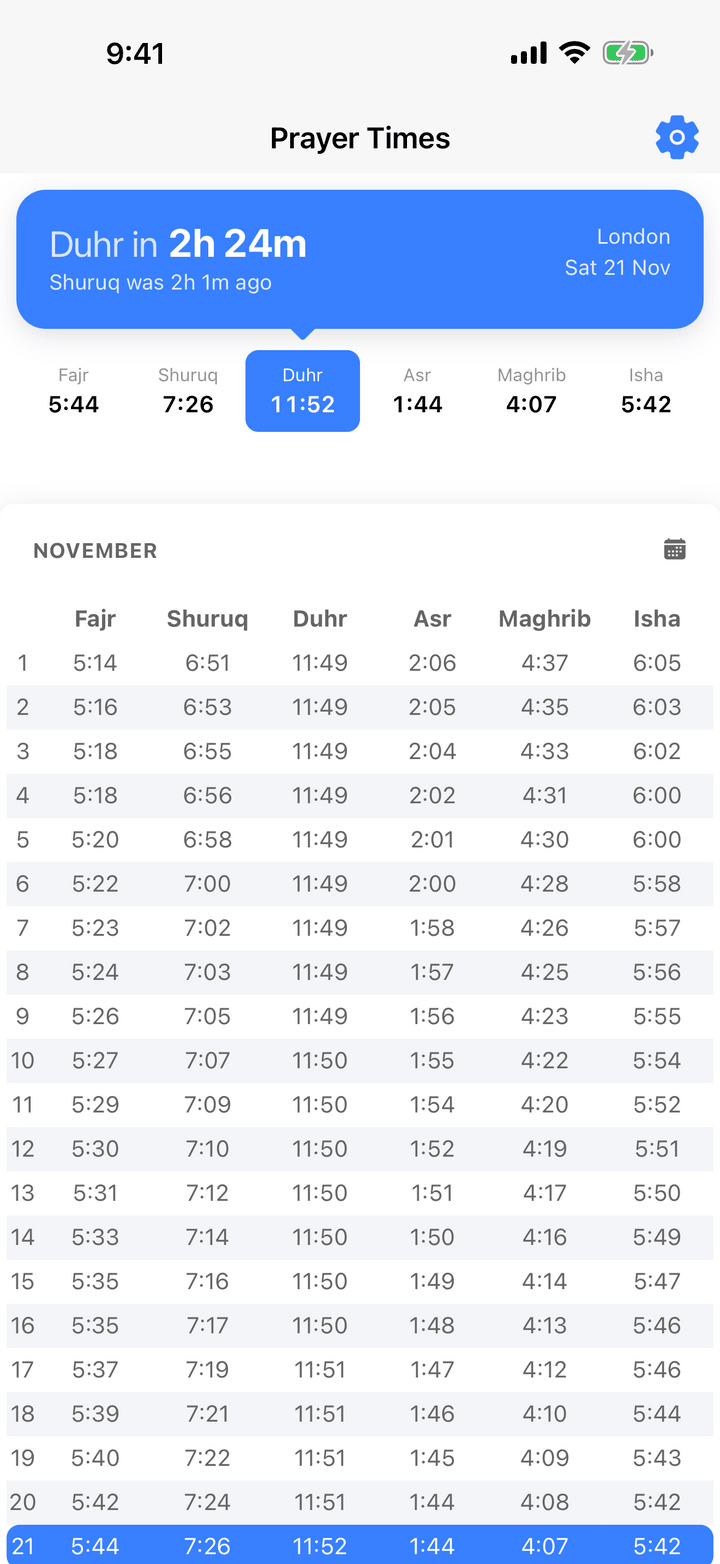 9:41
Prayer Times
Duhr in 2h 24m
Shuruq was 2h 1m ago
London
Sat 21 Nov
Fajr Shuruq Duhr Asr Maghrib Isha
5:44 7:26 11:52 1:44 4:07 5:42
NOVEMBER
Fajr Shuruq Duhr Asr Maghrib Isha
1 5:14 6:51 11:49 2:06 4:37 6:05
2 5:16 6:53 11:49 2:05 4:35 6:03
3 5:18 6:55 11:49 2:04 4:33 6:02
4 5:18 6:56 11:49 2:02 4:31 6:00
5 5:20 6:58 11:49 2:01 4:30 6:00
6 5:22 7:00 11:49 2:00 4:28 5:58
7 5:23 7:02 11:49 1:58 4:26 5:57
8 5:24 7:03 11:49 1:57 4:25 5:56
9 5:26 7:05 11:49 1:56 4:23 5:55
10 5:27 7:07 11:50 1:55 4:22 5:54
11 5:29 7:09 11:50 1:54 4:20 5:52
12 5:30 7:10 11:50 1:52 4:19 5:51
13 5:31 7:12 11:50 1:51 4:17 5:50
14 5:33 7:14 11:50 1:50 4:16 5:49
15 5:35 7:16 11:50 1:49 4:14 5:47
16 5:35 7:17 11:50 1:48 4:13 5:46
17 5:37 7:19 11:51 1:47 4:12 5:46
18 5:39 7:21 11:51 1:46 4:10 5:44
19 5:40 7:22 11:51 1:45 4:09 5:43
20 5:42 7:24 11:51 1:44 4:08 5:42
21 5:44 7:26 11:52 1:44 4:07 5:42